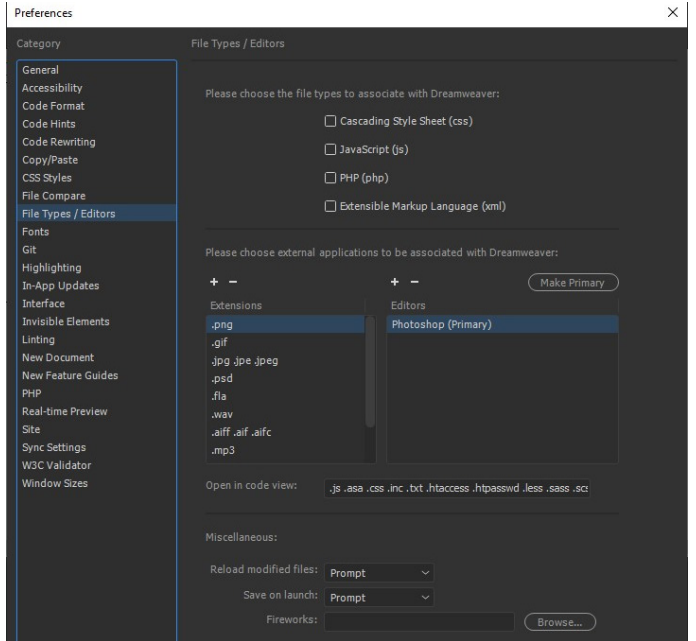 Preferences
Category
General
Accessibility
Code Format
Code Hints
Code Rewriting
Copy/Paste
CSS Styles
File Compare
File Types / Editors
Fonts
Git
Highlighting
In-App Updates
Interface
Invisible Elements
Linting
New Document
New Feature Guides
PHP
Real-time Preview
Site
Sync Settings
W3C Validator
Window Sizes
File Types / Editors
Please choose the file types to associate with Dreamweaver:
Cascading Style Sheet (css)
JavaScript (js)
PHP (php)
Extensible Markup Language (xml)
Please choose external applications to be associated with Dreamweaver:
+ − + − Make Primary
Extensions
.png
.gif
.jpg .jpe .jpeg
.psd
.fla
.wav
.aiff .aif .aifc
.mp3
Editors
Photoshop (Primary)
Open in code view: .js .asa .css .inc .txt .htaccess .htpasswd .less .sass .scs
Miscellaneous:
Reload modified files: Prompt
Save on launch: Prompt
Fireworks: Browse...